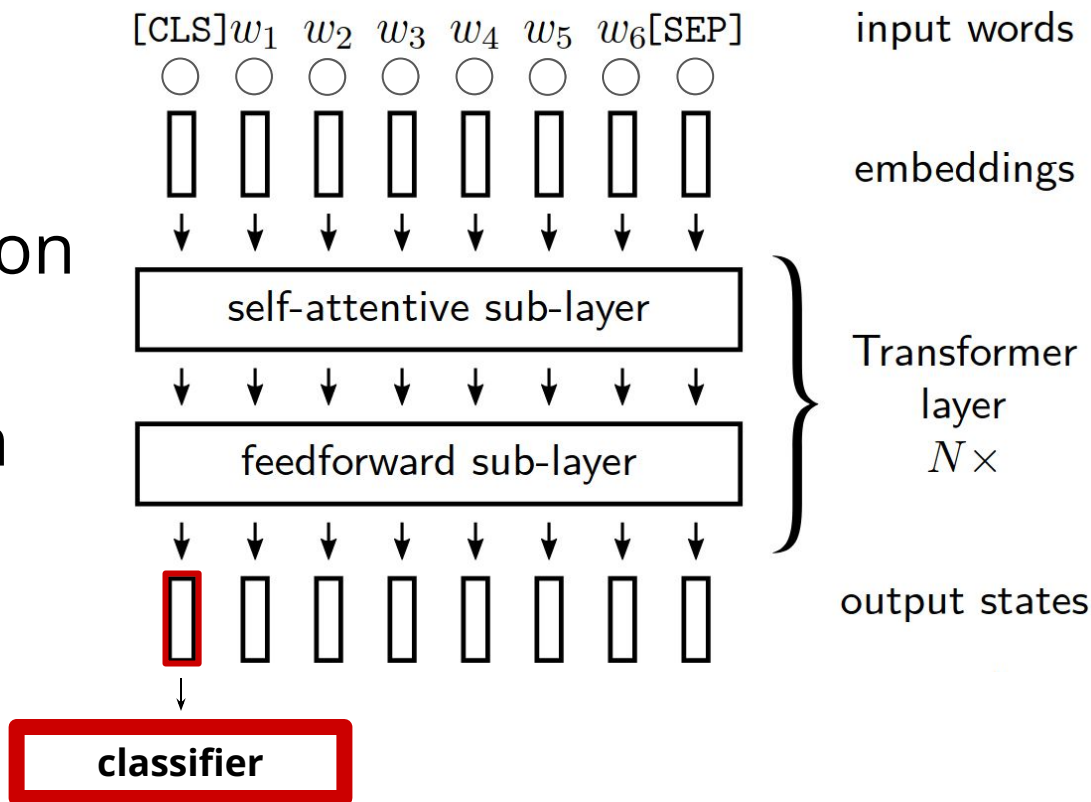 [CLS] w₁ w₂ w₃ w₄ w₅ w₆ [SEP] input words
embeddings
on
self-attentive sub-layer
Transformer
layer
N×
n
feedforward sub-layer
output states
classifier